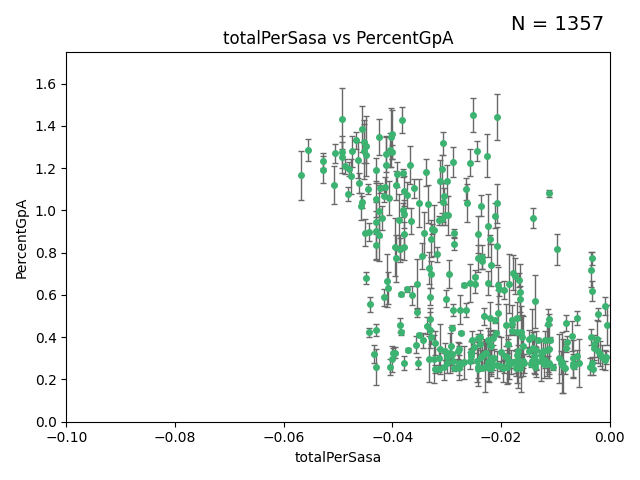 N = 1357
totalPerSasa vs PercentGpA
PercentGpA
1.6
1.4
1.2
1.0
0.8
0.6
0.4
0.2
0.0
−0.10 −0.08 −0.06 −0.04 −0.02 0.00
totalPerSasa